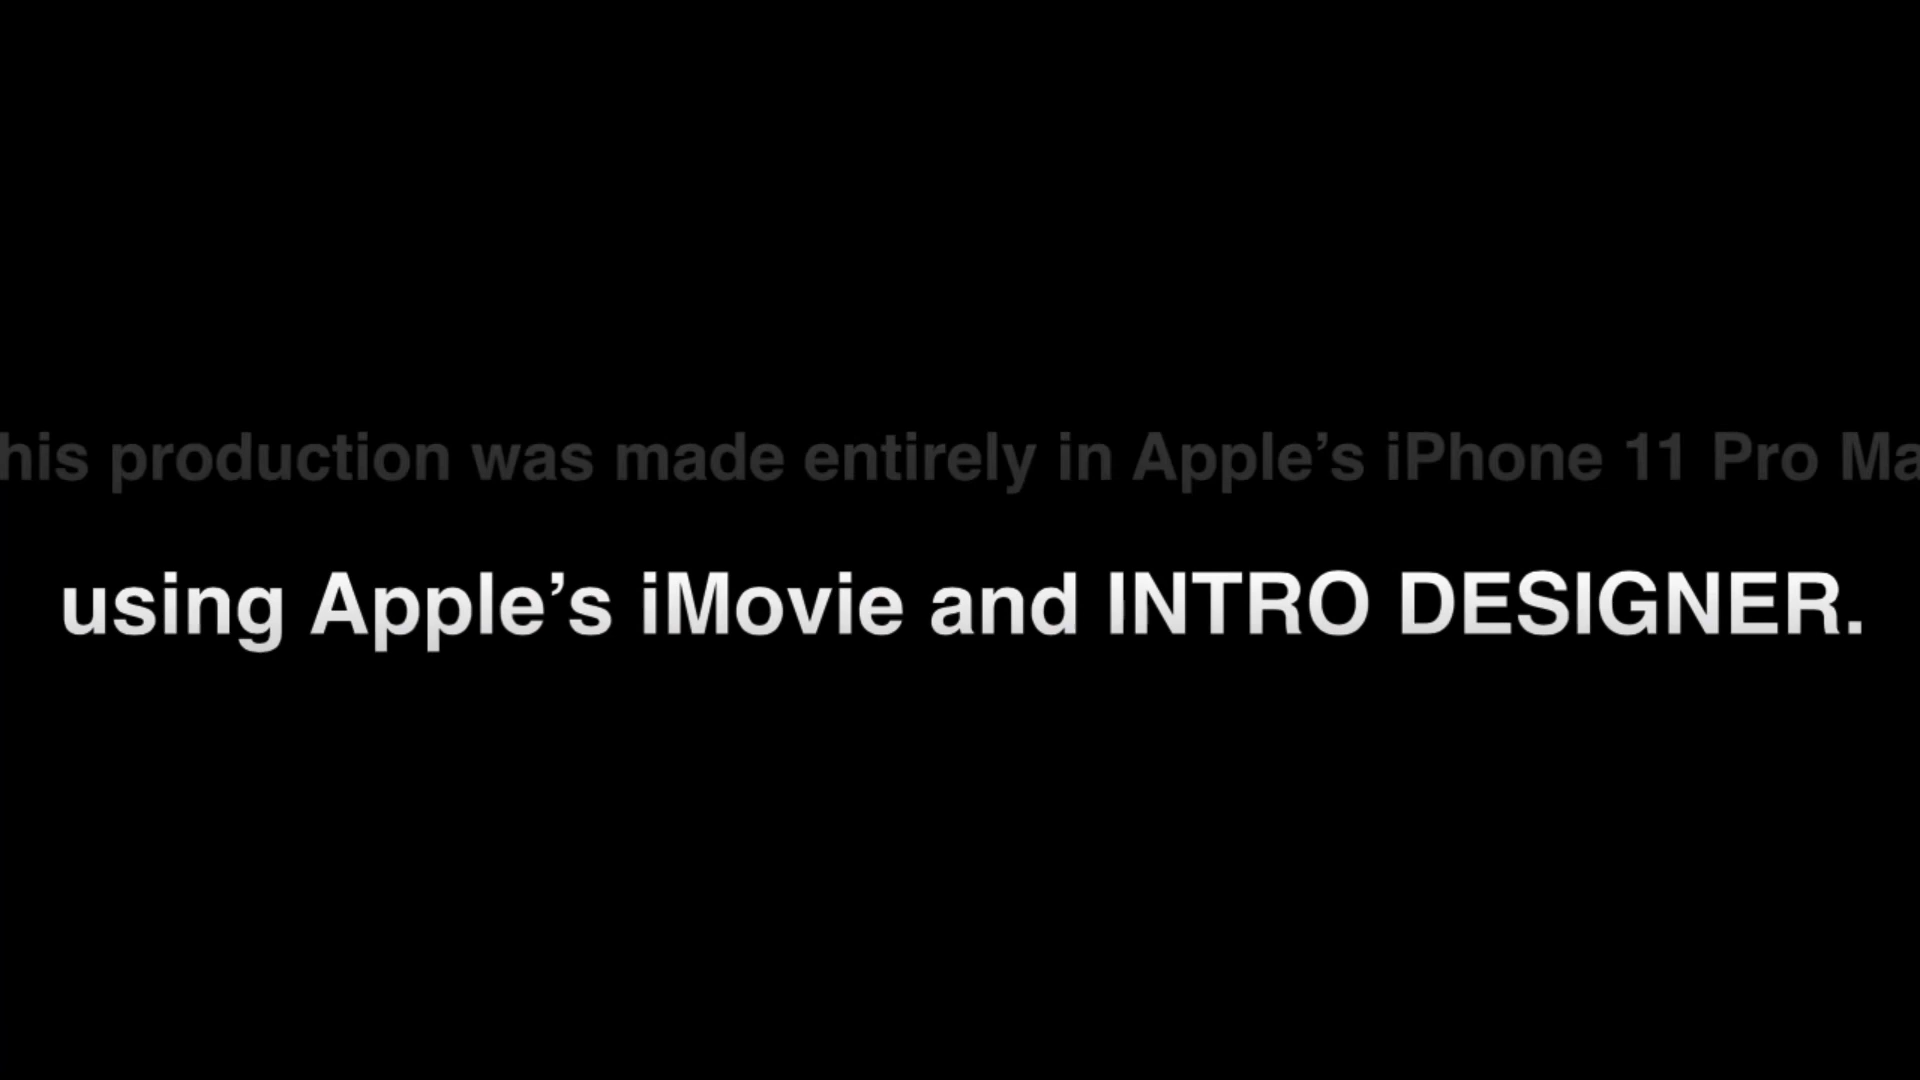 his production was made entirely in Apple’s iPhone 11 Pro Ma
using Apple’s iMovie and INTRO DESIGNER.